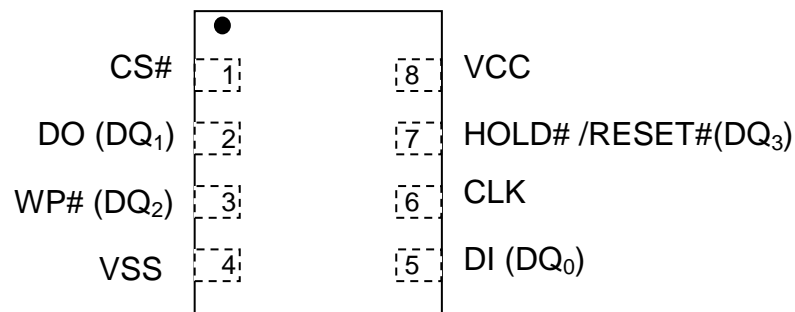 CS# 1 8 VCC
DO (DQ₁) 2 7 HOLD# /RESET#(DQ₃)
WP# (DQ₂) 3 6 CLK
VSS 4 5 DI (DQ₀)